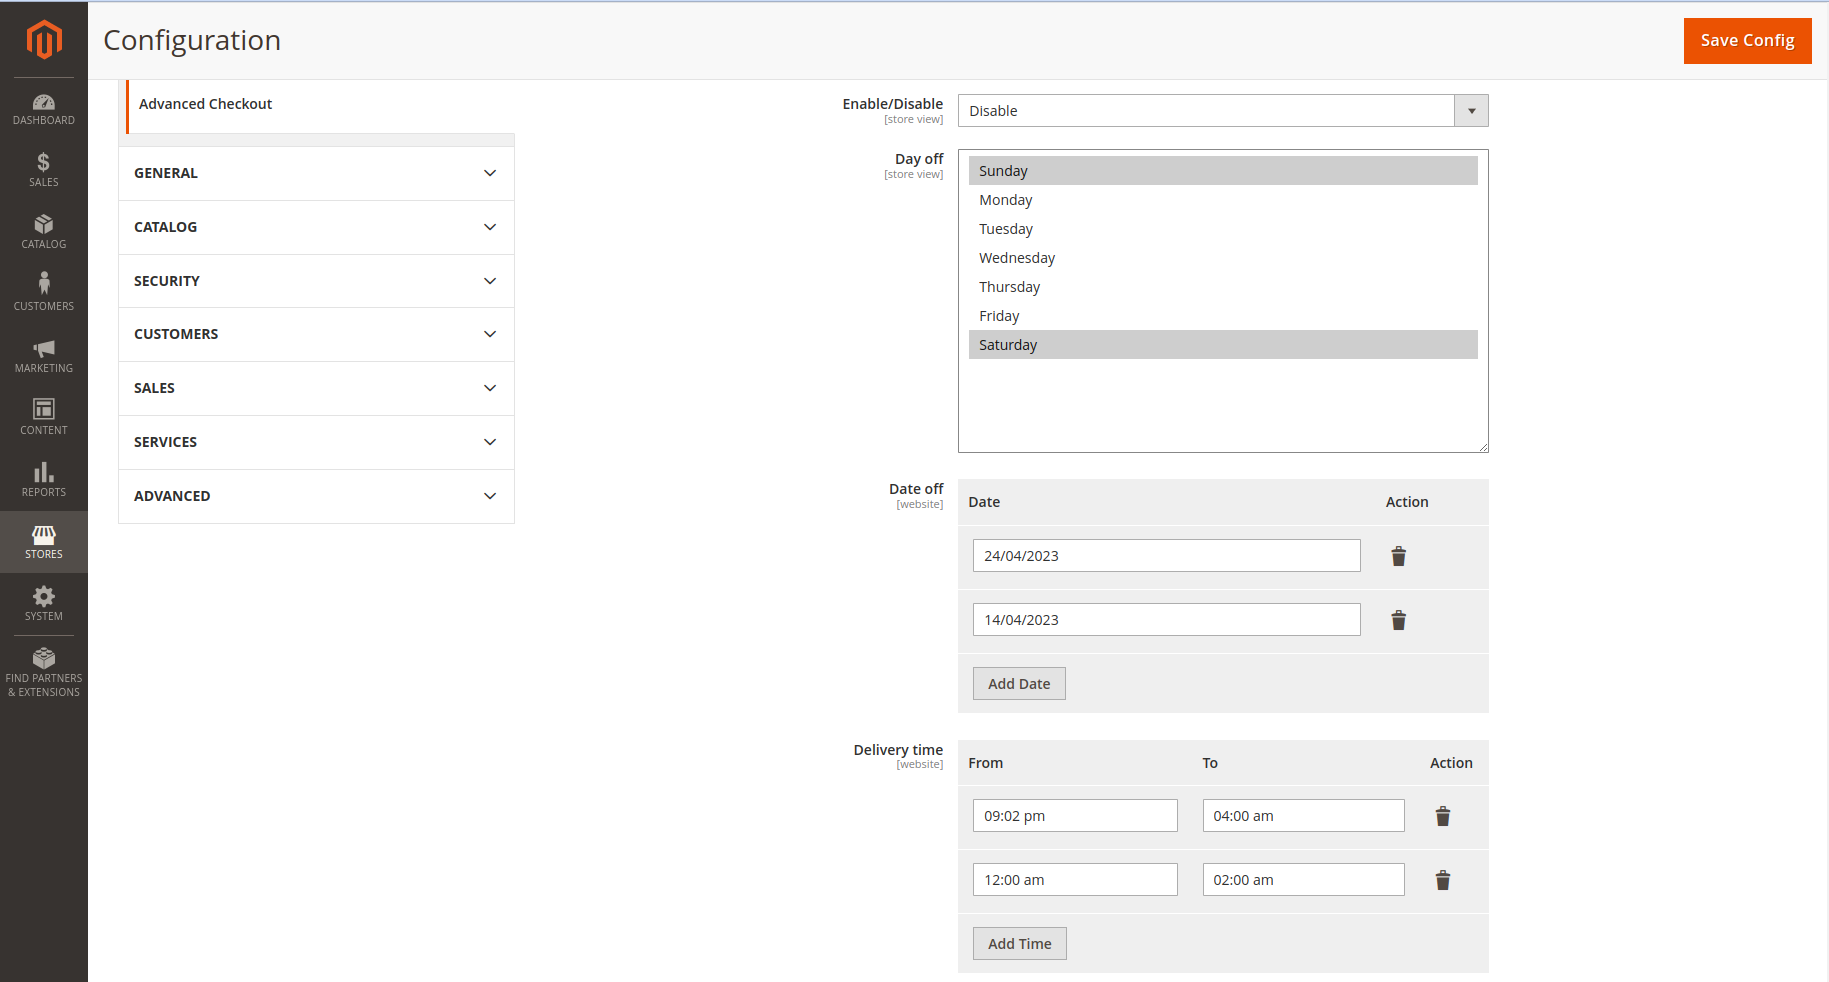 Configuration
Save Config
DASHBOARD
SALES
CATALOG
CUSTOMERS
MARKETING
CONTENT
REPORTS
STORES
SYSTEM
FIND PARTNERS
& EXTENSIONS
Advanced Checkout
GENERAL
CATALOG
SECURITY
CUSTOMERS
SALES
SERVICES
ADVANCED
Enable/Disable
[store view]
Disable
Day off
[store view]
Sunday
Monday
Tuesday
Wednesday
Thursday
Friday
Saturday
Date off
[website]
Date Action
24/04/2023
14/04/2023
Add Date
Delivery time
[website]
From To Action
09:02 pm 04:00 am
12:00 am 02:00 am
Add Time